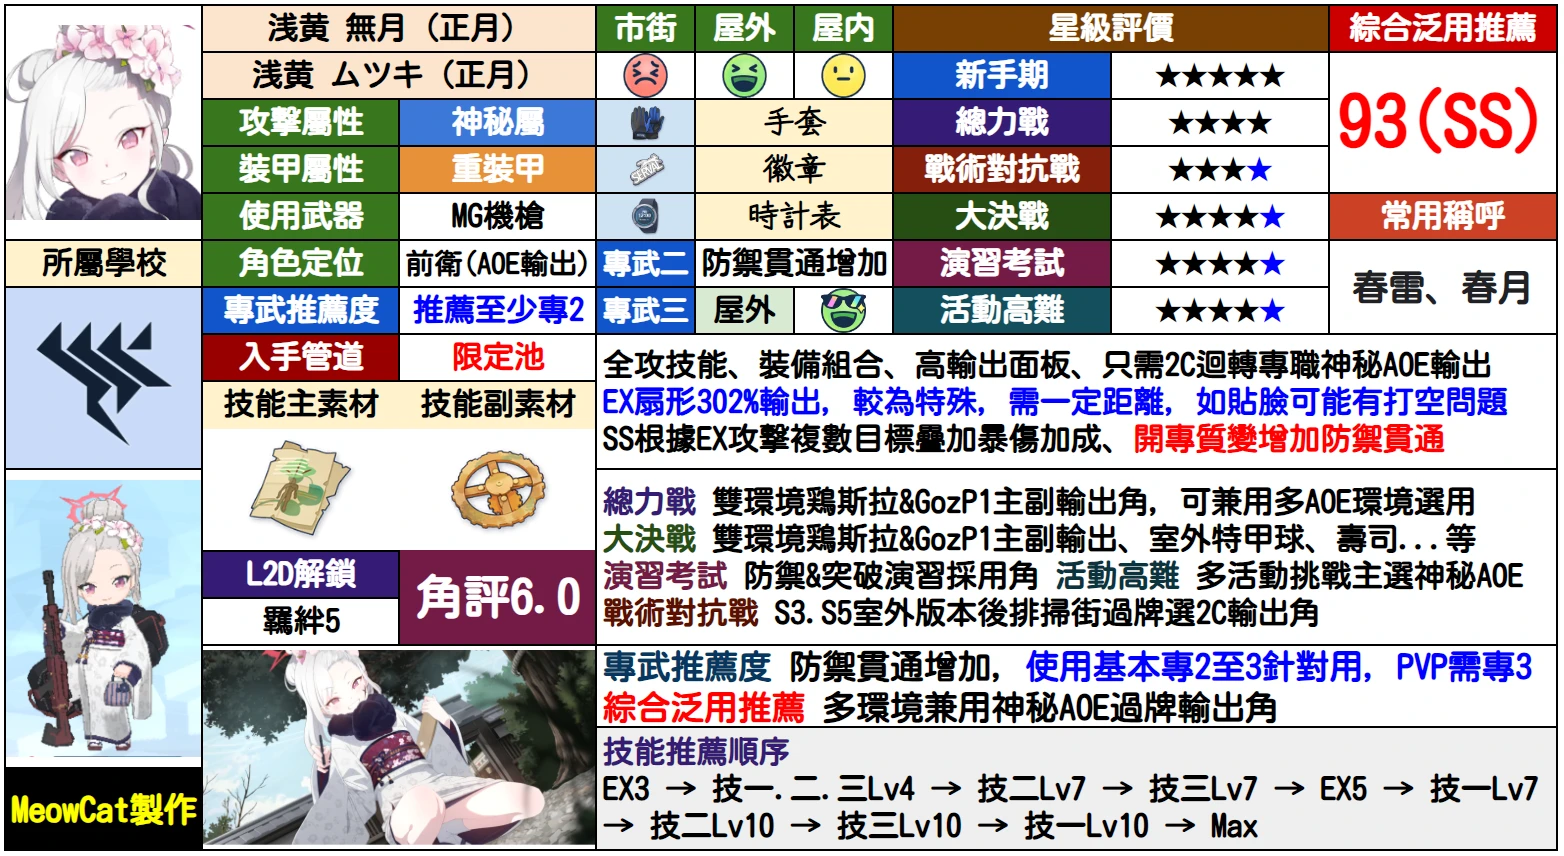 浅黄 無月（正月）
浅黄 ムツキ（正月）
市街 屋外 屋内
星級評價
綜合泛用推薦
新手期 ★★★★★
93(SS)
攻擊屬性 神秘屬
手套
總力戰 ★★★★
裝甲屬性 重裝甲
SERVAL
徽章
戰術對抗戰 ★★★★
使用武器 MG機槍
時計表
大決戰 ★★★★★
常用稱呼
所屬學校
角色定位 前衛(AOE輸出)
專武二 防禦貫通增加
演習考試 ★★★★★
春雷、春月
專武推薦度 推薦至少專2
專武三 屋外
活動高難 ★★★★★
入手管道 限定池
技能主素材 技能副素材
全攻技能、裝備組合、高輸出面板、只需2C迴轉專職神秘AOE輸出
EX扇形302%輸出，較為特殊，需一定距離，如貼臉可能有打空問題
SS根據EX攻擊複數目標疊加暴傷加成、開專質變增加防禦貫通
總力戰 雙環境鶏斯拉&GozP1主副輸出角，可兼用多AOE環境選用
大決戰 雙環境鶏斯拉&GozP1主副輸出、室外特甲球、壽司...等
演習考試 防禦&突破演習採用角 活動高難 多活動挑戰主選神秘AOE
戰術對抗戰 S3.S5室外版本後排掃街過牌選2C輸出角
L2D解鎖
羈絆5
角評6.0
專武推薦度 防禦貫通增加，使用基本專2至3針對用，PVP需專3
綜合泛用推薦 多環境兼用神秘AOE過牌輸出角
技能推薦順序
EX3 → 技一.二.三Lv4 → 技二Lv7 → 技三Lv7 → EX5 → 技一Lv7
→ 技二Lv10 → 技三Lv10 → 技一Lv10 → Max
MeowCat製作